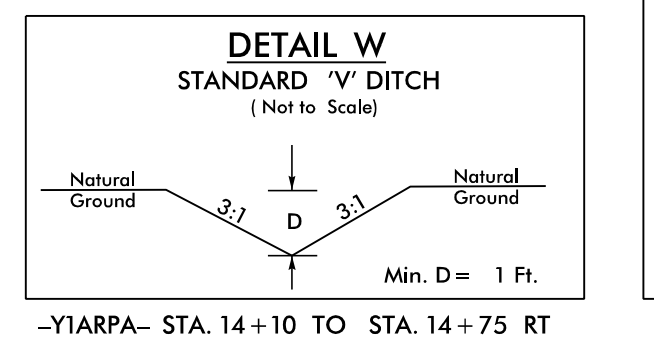 DETAIL W
STANDARD 'V' DITCH
( Not to Scale)
Natural
Ground
3:1
D
3:1
Natural
Ground
Min. D = 1 Ft.
–Y1ARPA– STA. 14+10 TO STA. 14+75 RT